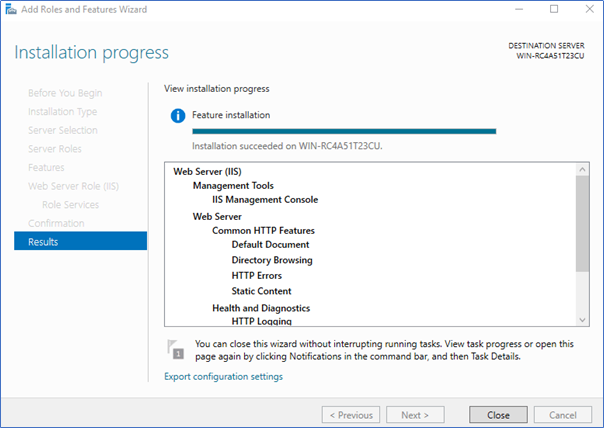 Add Roles and Features Wizard
Installation progress
DESTINATION SERVER
WIN-RC4A51T23CU
Before You Begin
Installation Type
Server Selection
Server Roles
Features
Web Server Role (IIS)
Role Services
Confirmation
Results
View installation progress
Feature installation
Installation succeeded on WIN-RC4A51T23CU.
Web Server (IIS)
Management Tools
IIS Management Console
Web Server
Common HTTP Features
Default Document
Directory Browsing
HTTP Errors
Static Content
Health and Diagnostics
HTTP Logging
1
You can close this wizard without interrupting running tasks. View task progress or open this
page again by clicking Notifications in the command bar, and then Task Details.
Export configuration settings
< Previous
Next >
Close
Cancel